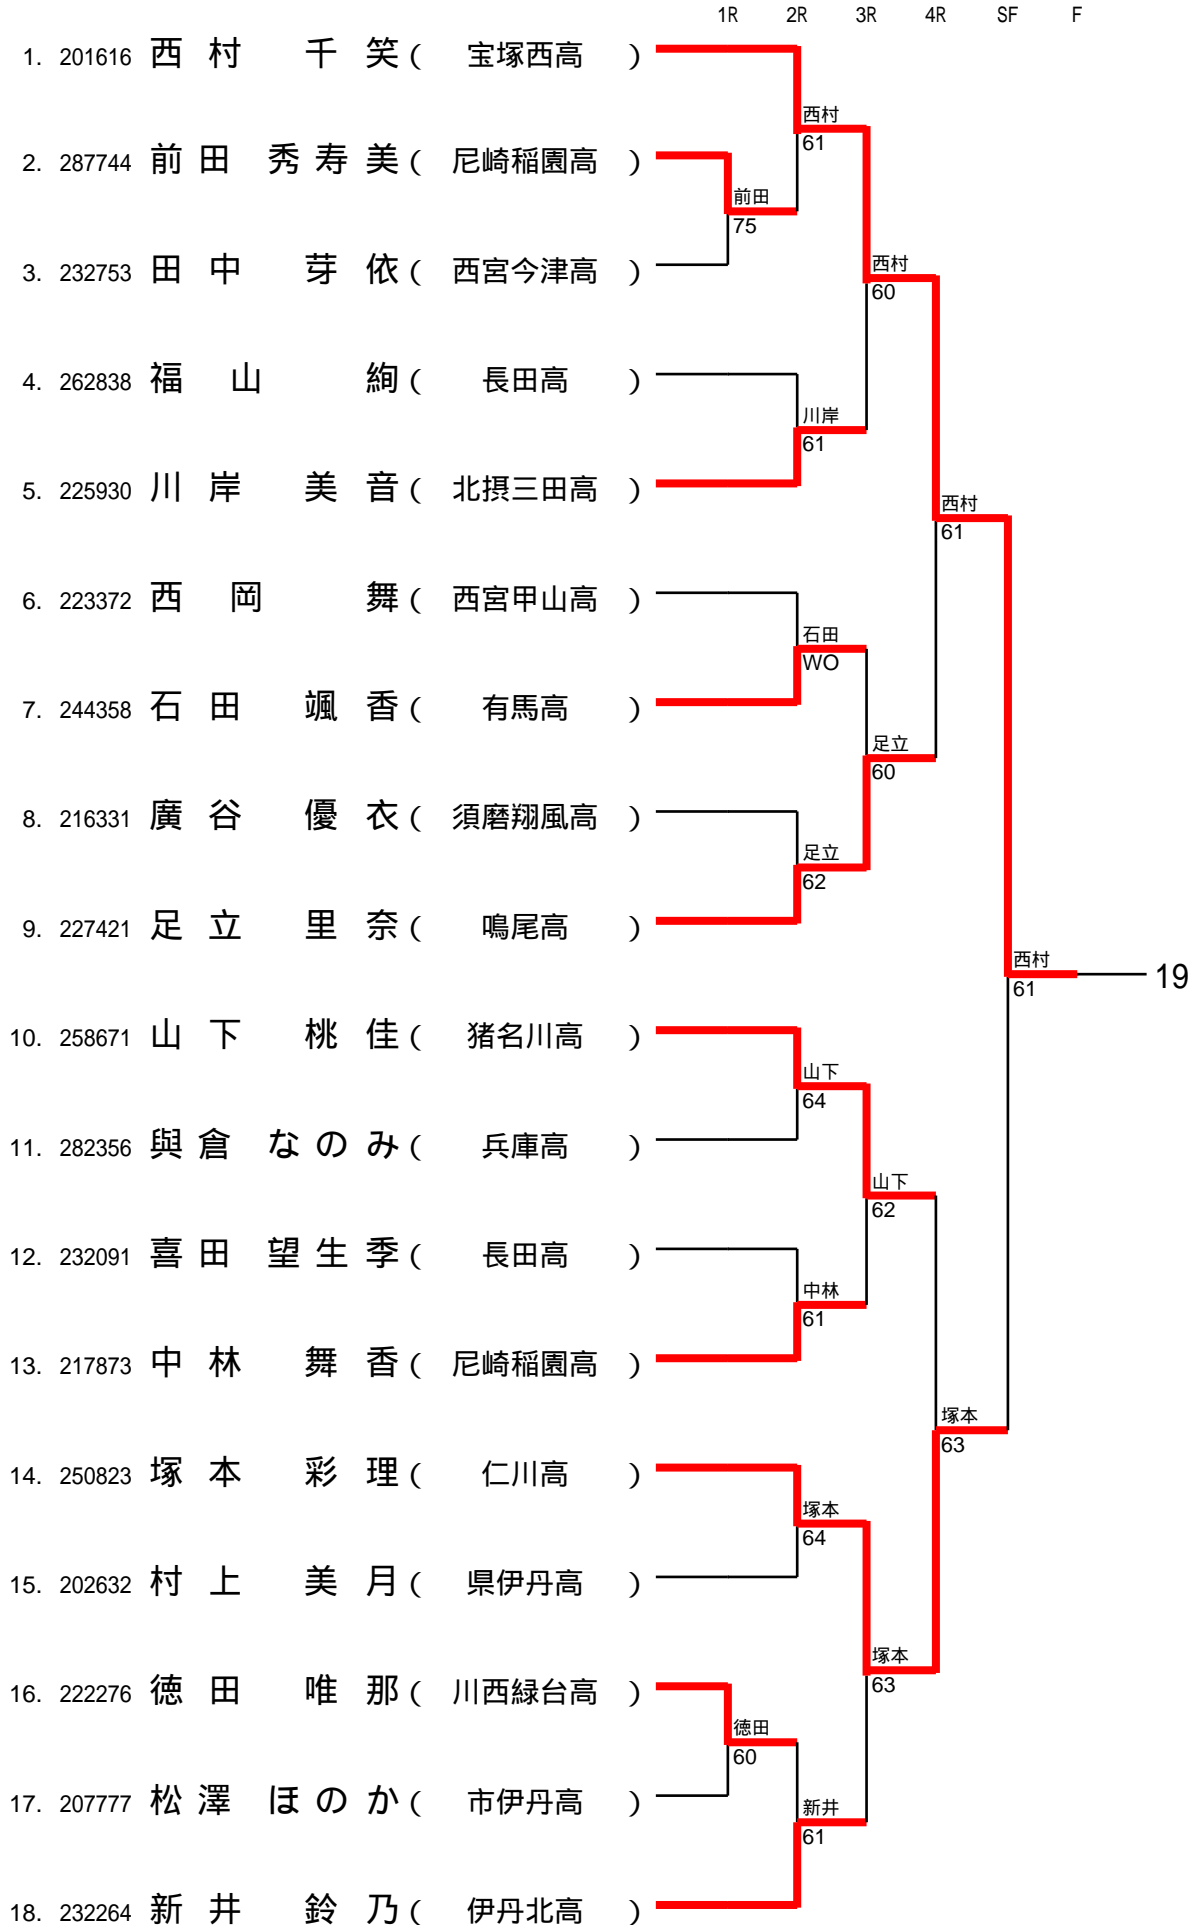 1R 2R 3R 4R SF F
1. 201616 西村 千笑 ( 宝塚西高 )
西村
61
2. 287744 前田 秀寿美 ( 尼崎稲園高 )
前田
75
3. 232753 田中 芽依 ( 西宮今津高 )
西村
60
4. 262838 福山 絢 ( 長田高 )
川岸
61
5. 225930 川岸 美音 ( 北摂三田高 )
西村
61
6. 223372 西岡 舞 ( 西宮甲山高 )
石田
WO
7. 244358 石田 颯香 ( 有馬高 )
足立
60
8. 216331 廣谷 優衣 ( 須磨翔風高 )
足立
62
9. 227421 足立 里奈 ( 鳴尾高 )
西村
61
19
10. 258671 山下 桃佳 ( 猪名川高 )
山下
64
11. 282356 與倉 なのみ ( 兵庫高 )
山下
62
12. 232091 喜田 望生季 ( 長田高 )
中林
61
13. 217873 中林 舞香 ( 尼崎稲園高 )
塚本
63
14. 250823 塚本 彩理 ( 仁川高 )
塚本
64
15. 202632 村上 美月 ( 県伊丹高 )
塚本
63
16. 222276 徳田 唯那 ( 川西緑台高 )
徳田
60
17. 207777 松澤 ほのか ( 市伊丹高 )
新井
61
18. 232264 新井 鈴乃 ( 伊丹北高 )